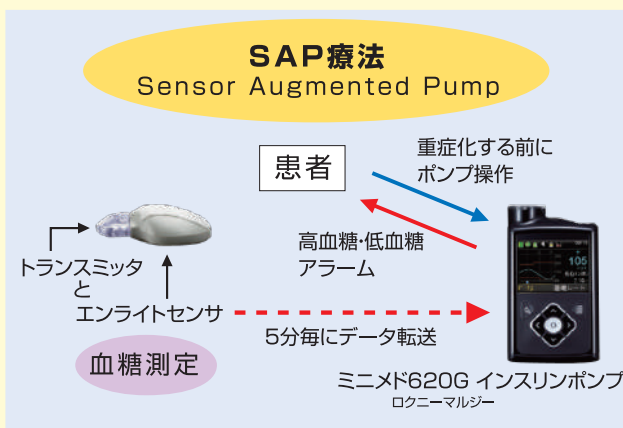 SAP療法
Sensor Augmented Pump
患者
重症化する前に
ポンプ操作
高血糖・低血糖
アラーム
トランスミッタ
と
エンライトセンサ
5分毎にデータ転送
血糖測定
105
ミニメド620G インスリンポンプ
ロクニーマルジー